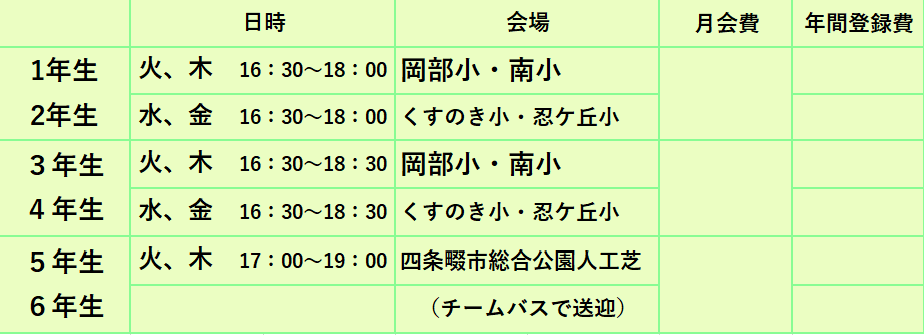 日時 会場 月会費 年間登録費
1年生 火、木 16：30～18：00 岡部小・南小
2年生 水、金 16：30～18：00 くすのき小・忍ケ丘小
3年生 火、木 16：30～18：30 岡部小・南小
4年生 水、金 16：30～18：30 くすのき小・忍ケ丘小
5年生 火、木 17：00～19：00 四条畷市総合公園人工芝
6年生 （チームバスで送迎）